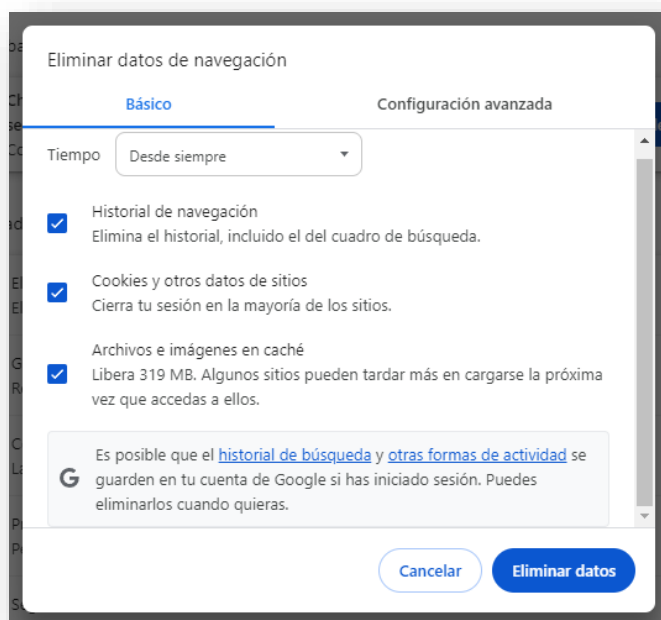 Eliminar datos de navegación
Básico
Configuración avanzada
Tiempo
Desde siempre
Historial de navegación
Elimina el historial, incluido el del cuadro de búsqueda.
Cookies y otros datos de sitios
Cierra tu sesión en la mayoría de los sitios.
Archivos e imágenes en caché
Libera 319 MB. Algunos sitios pueden tardar más en cargarse la próxima
vez que accedas a ellos.
Es posible que el historial de búsqueda y otras formas de actividad se
guarden en tu cuenta de Google si has iniciado sesión. Puedes
eliminarlos cuando quieras.
Cancelar
Eliminar datos